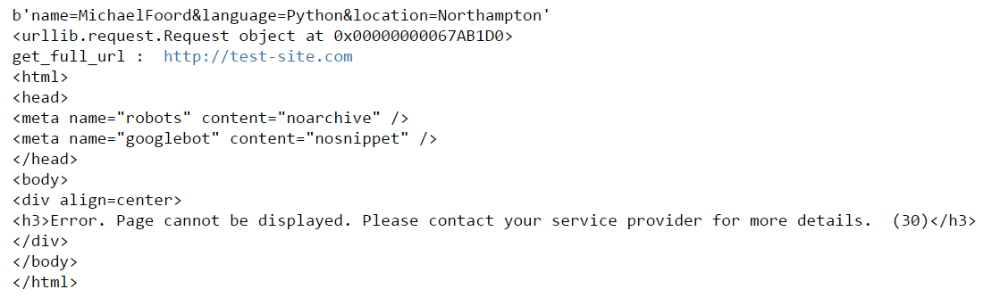 b'name=MichaelFoord&language=Python&location=Northampton'
<urllib.request.Request object at 0x00000000067AB1D0>
get_full_url :  http://test-site.com
<html>
<head>
<meta name="robots" content="noarchive" />
<meta name="googlebot" content="nosnippet" />
</head>
<body>
<div align=center>
<h3>Error. Page cannot be displayed. Please contact your service provider for more details.  (30)</h3>
</div>
</body>
</html>